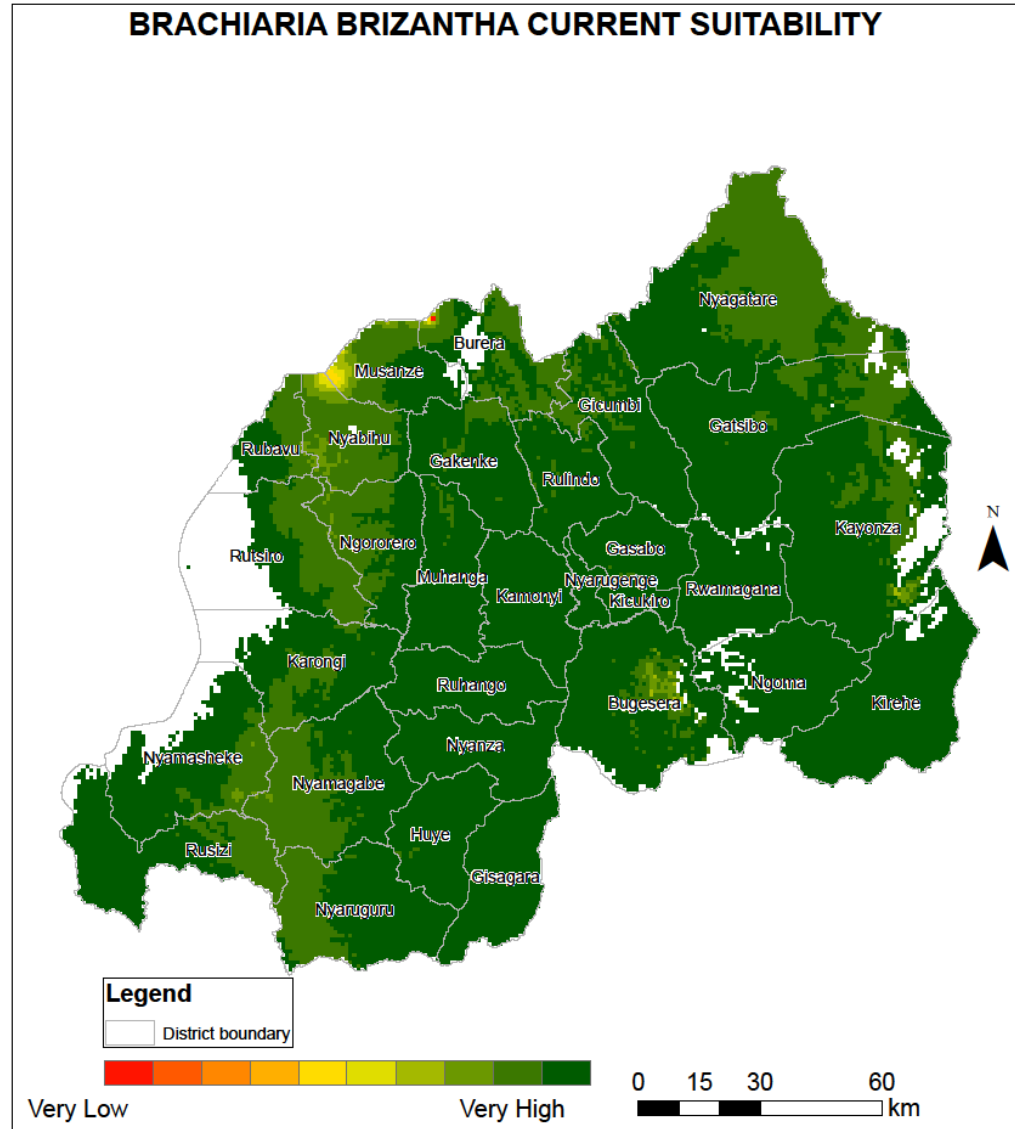 BRACHIARIA BRIZANTHA CURRENT SUITABILITY
Nyagatare
Burera
Musanze
Gicumbi
Gatsibo
Nyabihu
Rubavu
Gakenke
Rulindo
Kayonza
N
Rutsiro
Ngororero
Gasabo
Muhanga
Nyarugenge
Kamonyi
Kicukiro
Rwamagana
Karongi
Ruhango
Ngoma
Bugesera
Kirehe
Nyamasheke
Nyanza
Nyamagabe
Huye
Rusizi
Gisagara
Nyaruguru
Legend
District boundary
Very Low
Very High
0 15 30 60
km